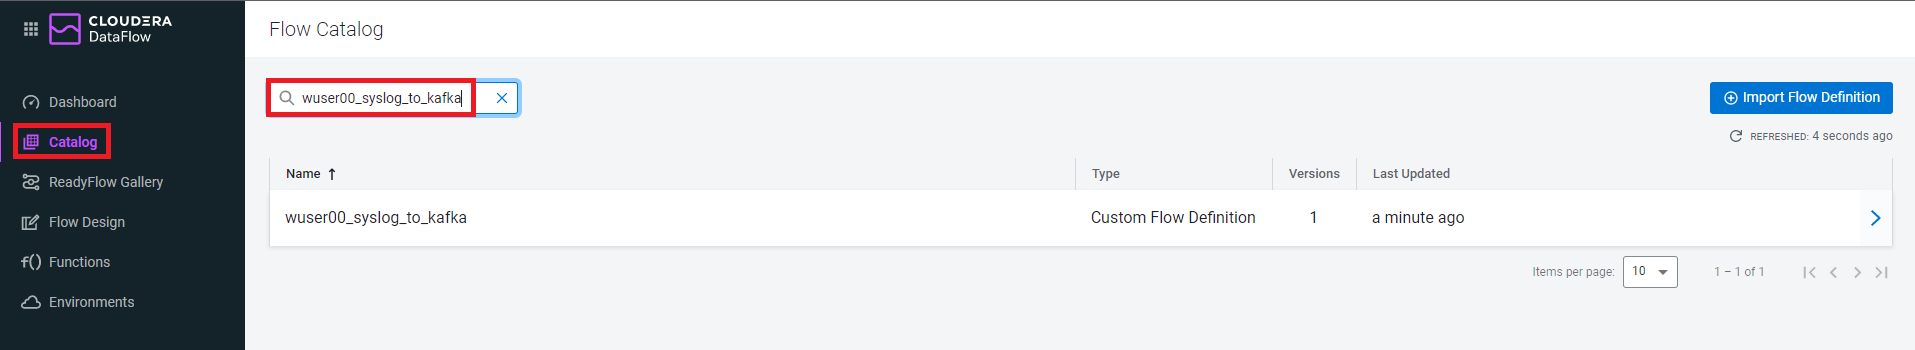 CLOUDERA
DataFlow
Dashboard
Catalog
ReadyFlow Gallery
Flow Design
f() Functions
Environments
Flow Catalog
wuser00_syslog_to_kafka
Import Flow Definition
REFRESHED: 4 seconds ago
Name Type Versions Last Updated
wuser00_syslog_to_kafka Custom Flow Definition 1 a minute ago
Items per page: 10 1 – 1 of 1